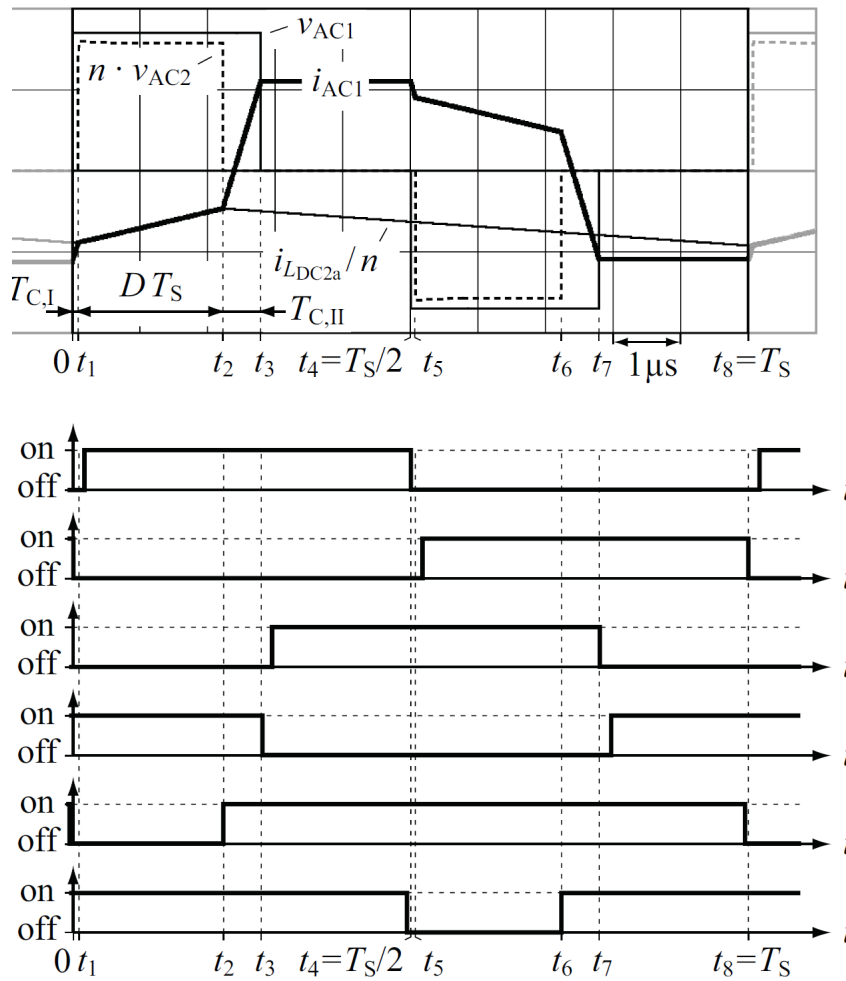 v_AC1
n · v_AC2
i_AC1
i_L_DC2a/n
T_C,I
D T_S
T_C,II
0 t_1 t_2 t_3 t_4=T_S/2 t_5 t_6 t_7 1μs t_8=T_S
on
off
on
off
on
off
on
off
on
off
on
off
0 t_1 t_2 t_3 t_4=T_S/2 t_5 t_6 t_7 t_8=T_S